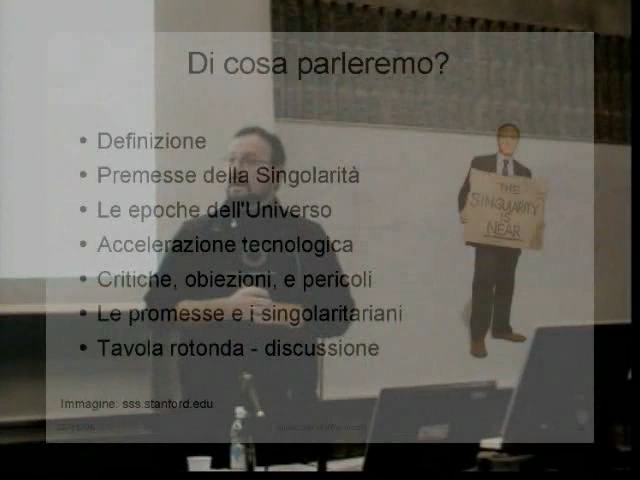 Di cosa parleremo?
• Definizione
• Premesse della Singolarità
• Le epoche dell'Universo
• Accelerazione tecnologica
• Critiche, obiezioni, e pericoli
• Le promesse e i singolaritariani
• Tavola rotonda - discussione
THE
SINGULARITY
IS
NEAR
Immagine: sss.stanford.edu